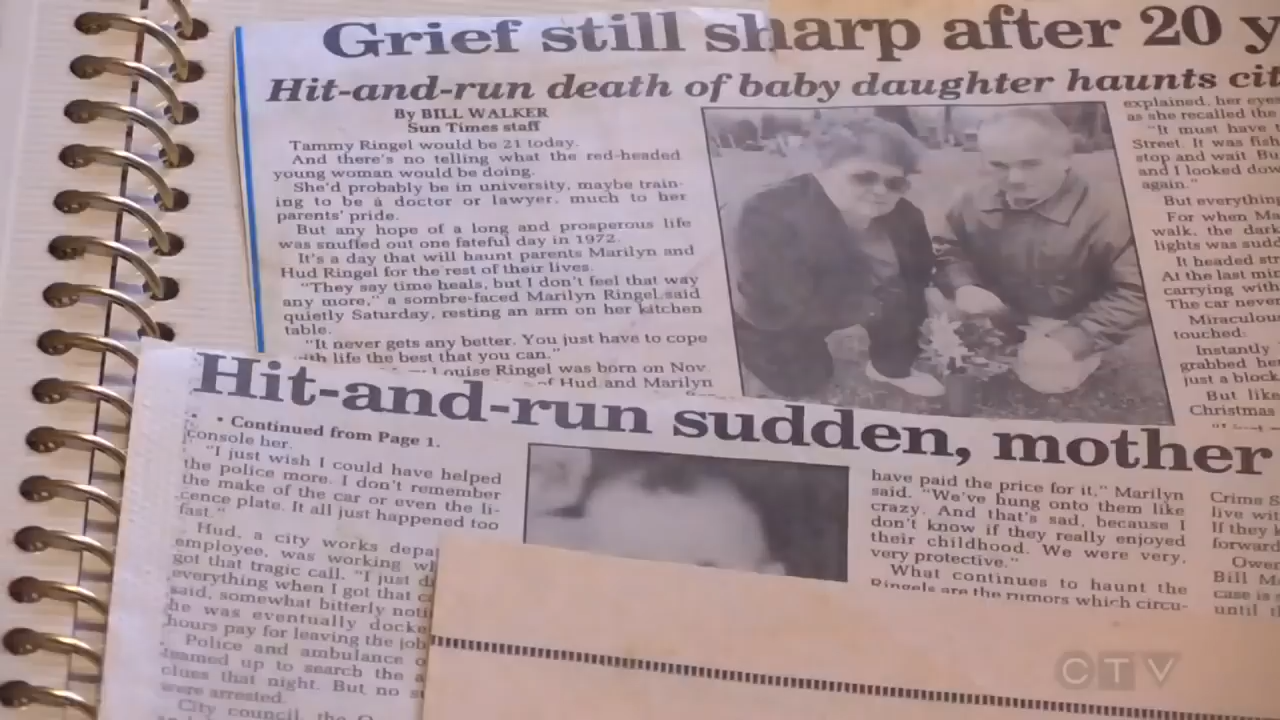 Grief still sharp after 20 y
Hit-and-run death of baby daughter haunts cit
By BILL WALKER
Sun Times staff
Tammy Ringel would be 21 today.
And there's no telling what the red-headed
young woman would be doing.
She'd probably be in university, maybe train-
ing to be a doctor or lawyer, much to her
parents' pride.
But any hope of a long and prosperous life
was snuffed out one fateful day in 1972.
It's a day that will haunt parents Marilyn and
Hud Ringel for the rest of their lives.
"They say time heals, but I don't feel that way
any more," a sombre-faced Marilyn Ringel said
quietly Saturday, resting an arm on her kitchen
table.
"It never gets any better. You just have to cope
with life the best that you can."
Louise Ringel was born on Nov
of Hud and Marilyn
explained, her eyes
as she recalled the
"It must have
Street. It was fish
stop and wait. Bu
and I looked dow
again."
But everything
For when Ma
walk, the dark
lights was sudd
It headed str
At the last min
carrying with
The car never
Miraculous
touched.
Instantly
grabbed her
just a block
But like
Christmas
Hit-and-run sudden, mother
• Continued from Page 1.
console her.
"I just wish I could have helped
the police more. I don't remember
the make of the car or even the li-
cence plate. It all just happened too
fast."
Hud, a city works depa
employee, was working wh
got that tragic call. "I just d
everything when I got that c
said, somewhat bitterly noti
he was eventually docke
hours pay for leaving the job
Police and ambulance o
teamed up to search the a
clues that night. But no s
were arrested.
City council, the O
have paid the price for it," Marilyn
said. "We've hung onto them like
crazy. And that's sad, because I
don't know if they really enjoyed
their childhood. We were very,
very protective."
What continues to haunt the
Ringels are the rumors which circu-
Crime S
live wit
If they k
forward
Owen
Bill M
case is
until t
CTV